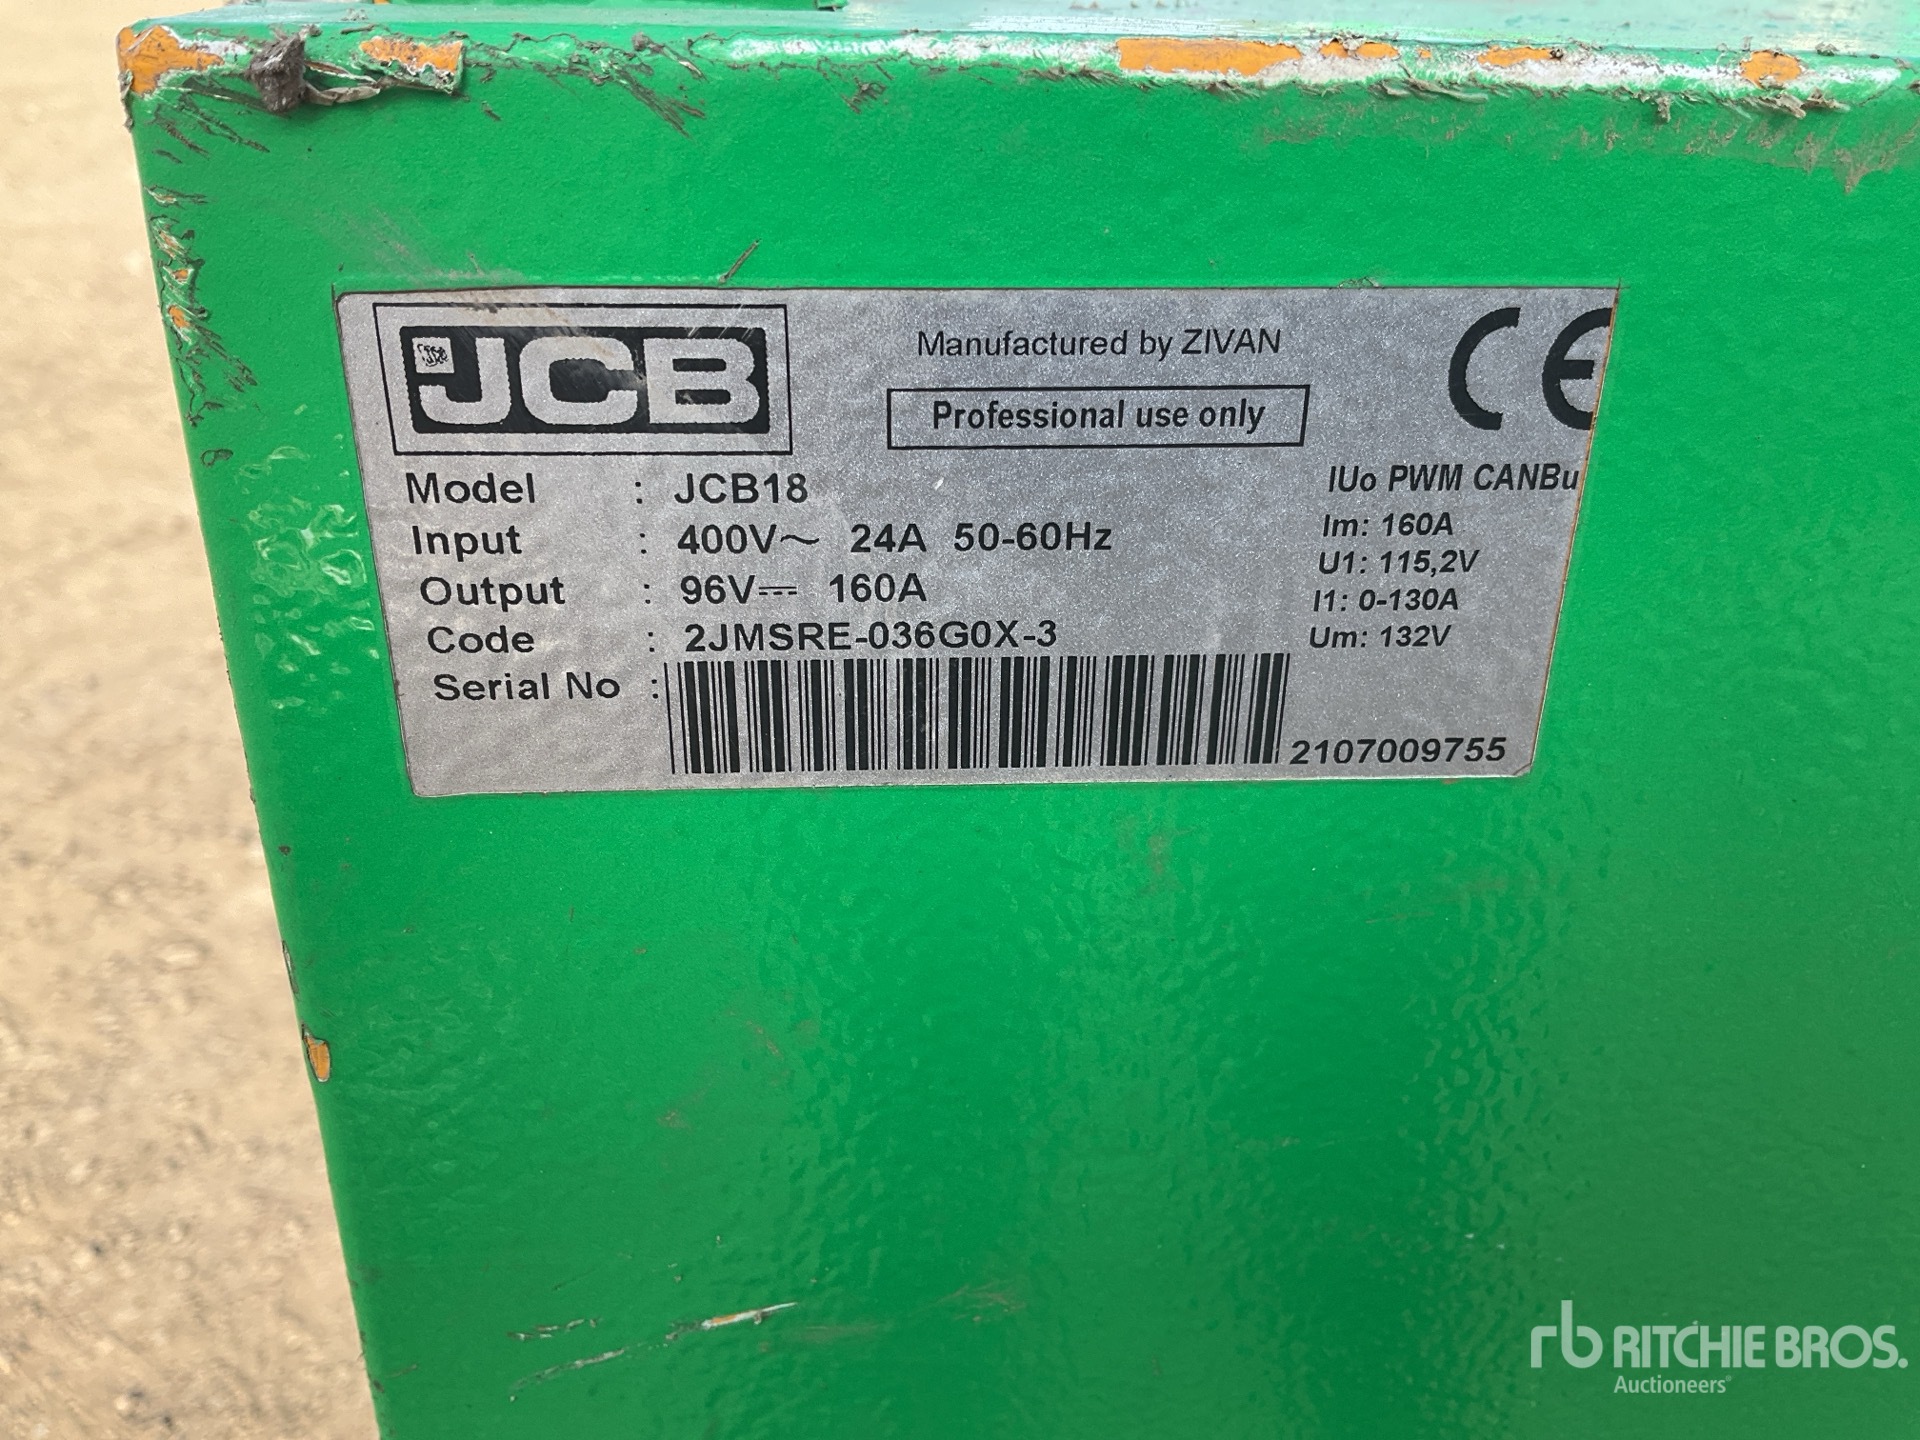 JCB
Manufactured by ZIVAN
Professional use only
CE
Model : JCB18
Input : 400V~ 24A 50-60Hz
Output : 96V⎓ 160A
Code : 2JMSRE-036G0X-3
Serial No :
2107009755
IUo PWM CANBu
Im: 160A
U1: 115,2V
I1: 0-130A
Um: 132V
rb RITCHIE BROS.
Auctioneers